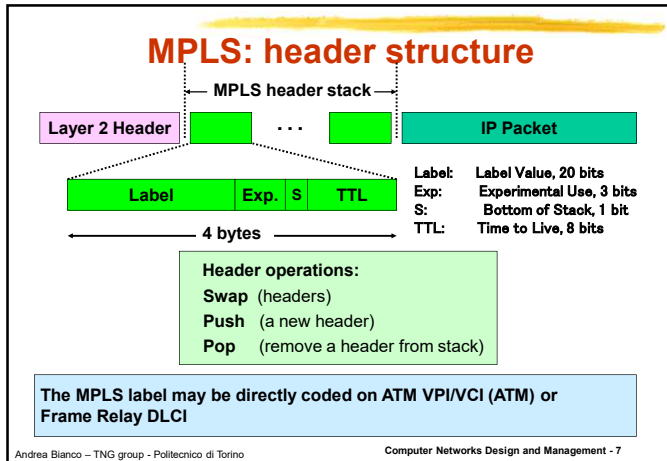 MPLS: header structure
MPLS header stack
Layer 2 Header
. . .
IP Packet
Label Exp. S TTL
4 bytes
Label: Label Value, 20 bits
Exp: Experimental Use, 3 bits
S: Bottom of Stack, 1 bit
TTL: Time to Live, 8 bits
Header operations:
Swap (headers)
Push (a new header)
Pop (remove a header from stack)
The MPLS label may be directly coded on ATM VPI/VCI (ATM) or
Frame Relay DLCI
Andrea Bianco – TNG group - Politecnico di Torino
Computer Networks Design and Management - 7